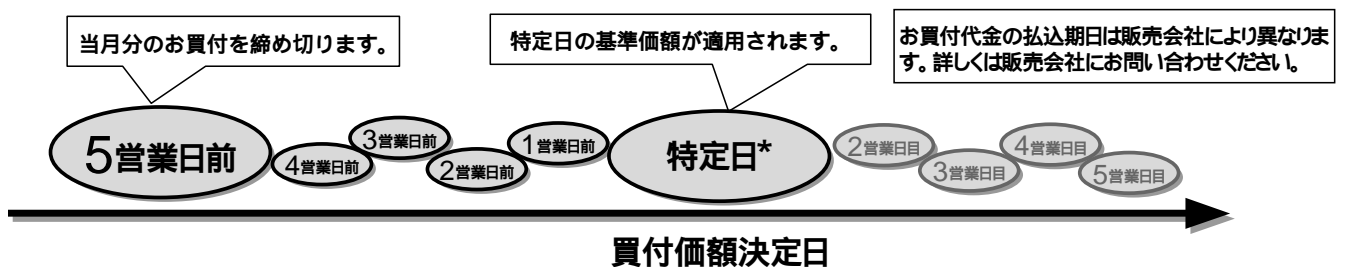 当月分のお買付を締め切ります。
特定日の基準価額が適用されます。
お買付代金の払込期日は販売会社により異なりま
す。詳しくは販売会社にお問い合わせください。
5営業日前
4営業日前
3営業日前
2営業日前
1営業日前
特定日*
2営業日目
3営業日目
4営業日目
5営業日目
買付価額決定日